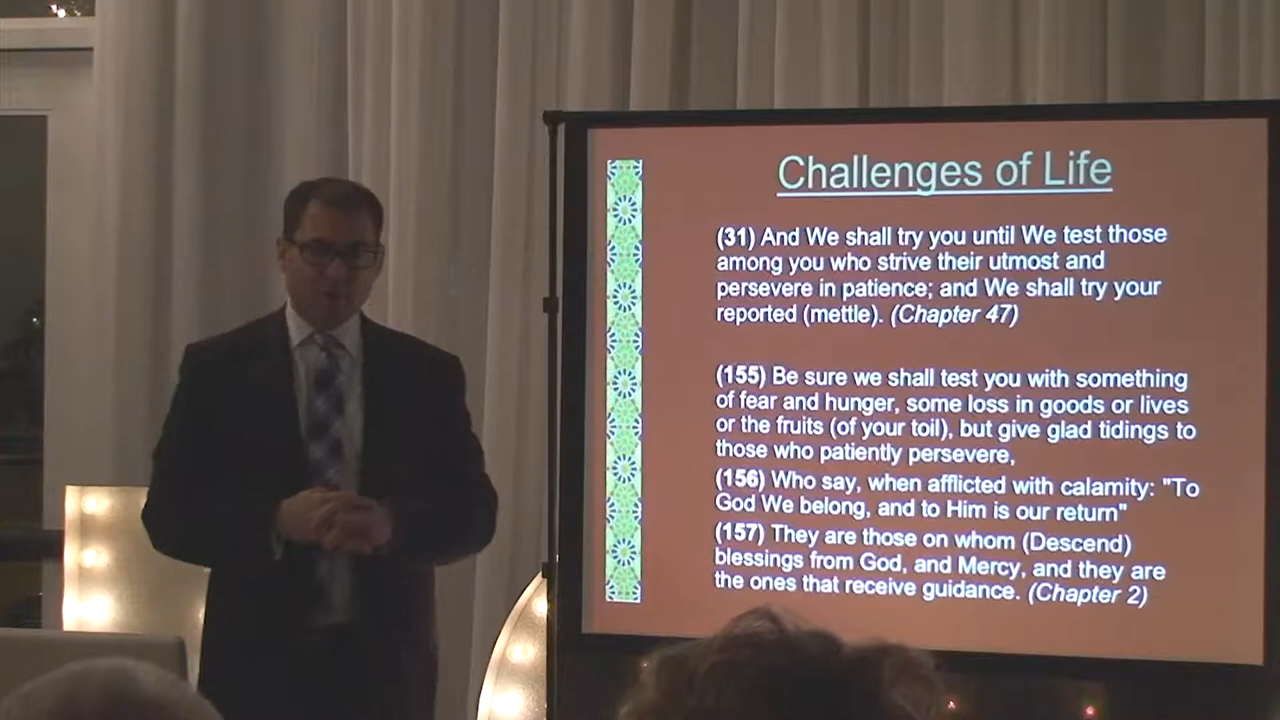 Challenges of Life
(31) And We shall try you until We test those
among you who strive their utmost and
persevere in patience; and We shall try your
reported (mettle). (Chapter 47)
(155) Be sure we shall test you with something
of fear and hunger, some loss in goods or lives
or the fruits (of your toil), but give glad tidings to
those who patiently persevere,
(156) Who say, when afflicted with calamity: "To
God We belong, and to Him is our return"
(157) They are those on whom (Descend)
blessings from God, and Mercy, and they are
the ones that receive guidance. (Chapter 2)